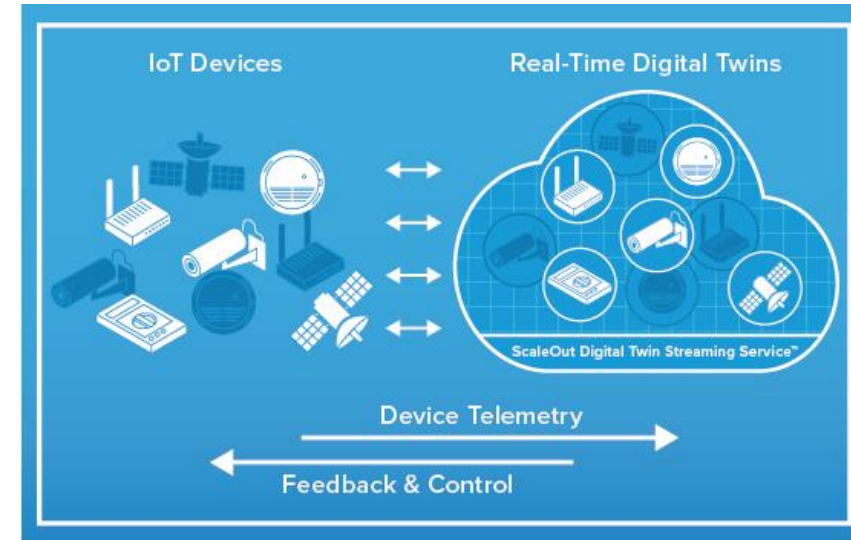 IoT Devices
Real-Time Digital Twins
ScaleOut Digital Twin Streaming Service™
Device Telemetry
Feedback & Control